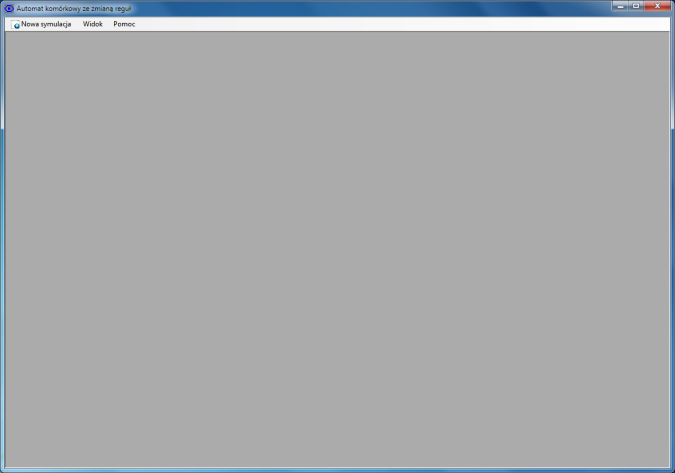 Automat komórkowy ze zmianą reguł
Nowa symulacja Widok Pomoc